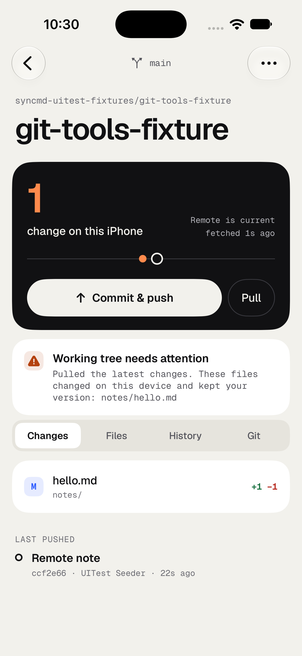 10:30
main
syncmd-uitest-fixtures/git-tools-fixture
git-tools-fixture
1
change on this iPhone
Remote is current
fetched 1s ago
↑ Commit & push
Pull
Working tree needs attention
Pulled the latest changes. These files
changed on this device and kept your
version: notes/hello.md
Changes
Files
History
Git
M
hello.md
notes/
+1 −1
LAST PUSHED
Remote note
ccf2e66 · UITest Seeder · 22s ago